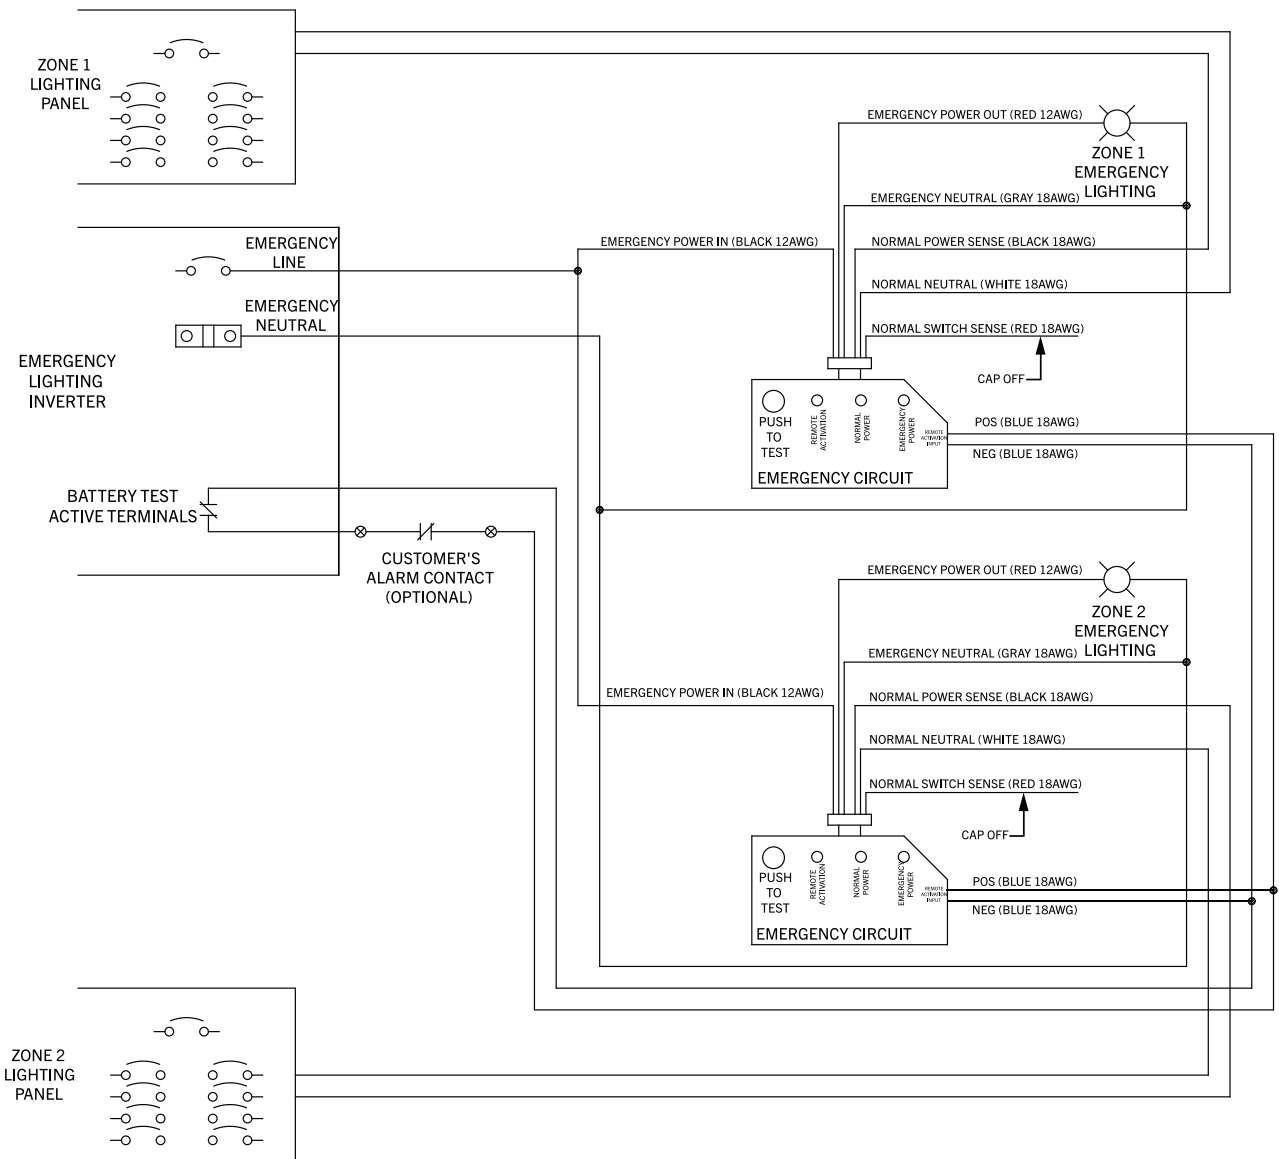 ZONE 1
LIGHTING
PANEL
EMERGENCY POWER OUT (RED 12AWG)
ZONE 1
EMERGENCY
LIGHTING
EMERGENCY NEUTRAL (GRAY 18AWG)
EMERGENCY POWER IN (BLACK 12AWG)
NORMAL POWER SENSE (BLACK 18AWG)
NORMAL NEUTRAL (WHITE 18AWG)
NORMAL SWITCH SENSE (RED 18AWG)
CAP OFF
EMERGENCY
LINE
EMERGENCY
NEUTRAL
EMERGENCY
LIGHTING
INVERTER
PUSH
TO
TEST
REMOTE
ACTIVATION
NORMAL
POWER
EMERGENCY
POWER
REMOTE
ACTIVATION
INPUT
POS (BLUE 18AWG)
NEG (BLUE 18AWG)
EMERGENCY CIRCUIT
BATTERY TEST
ACTIVE TERMINALS
CUSTOMER'S
ALARM CONTACT
(OPTIONAL)
EMERGENCY POWER OUT (RED 12AWG)
ZONE 2
EMERGENCY
LIGHTING
EMERGENCY NEUTRAL (GRAY 18AWG)
EMERGENCY POWER IN (BLACK 12AWG)
NORMAL POWER SENSE (BLACK 18AWG)
NORMAL NEUTRAL (WHITE 18AWG)
NORMAL SWITCH SENSE (RED 18AWG)
CAP OFF
PUSH
TO
TEST
REMOTE
ACTIVATION
NORMAL
POWER
EMERGENCY
POWER
REMOTE
ACTIVATION
INPUT
POS (BLUE 18AWG)
NEG (BLUE 18AWG)
EMERGENCY CIRCUIT
ZONE 2
LIGHTING
PANEL